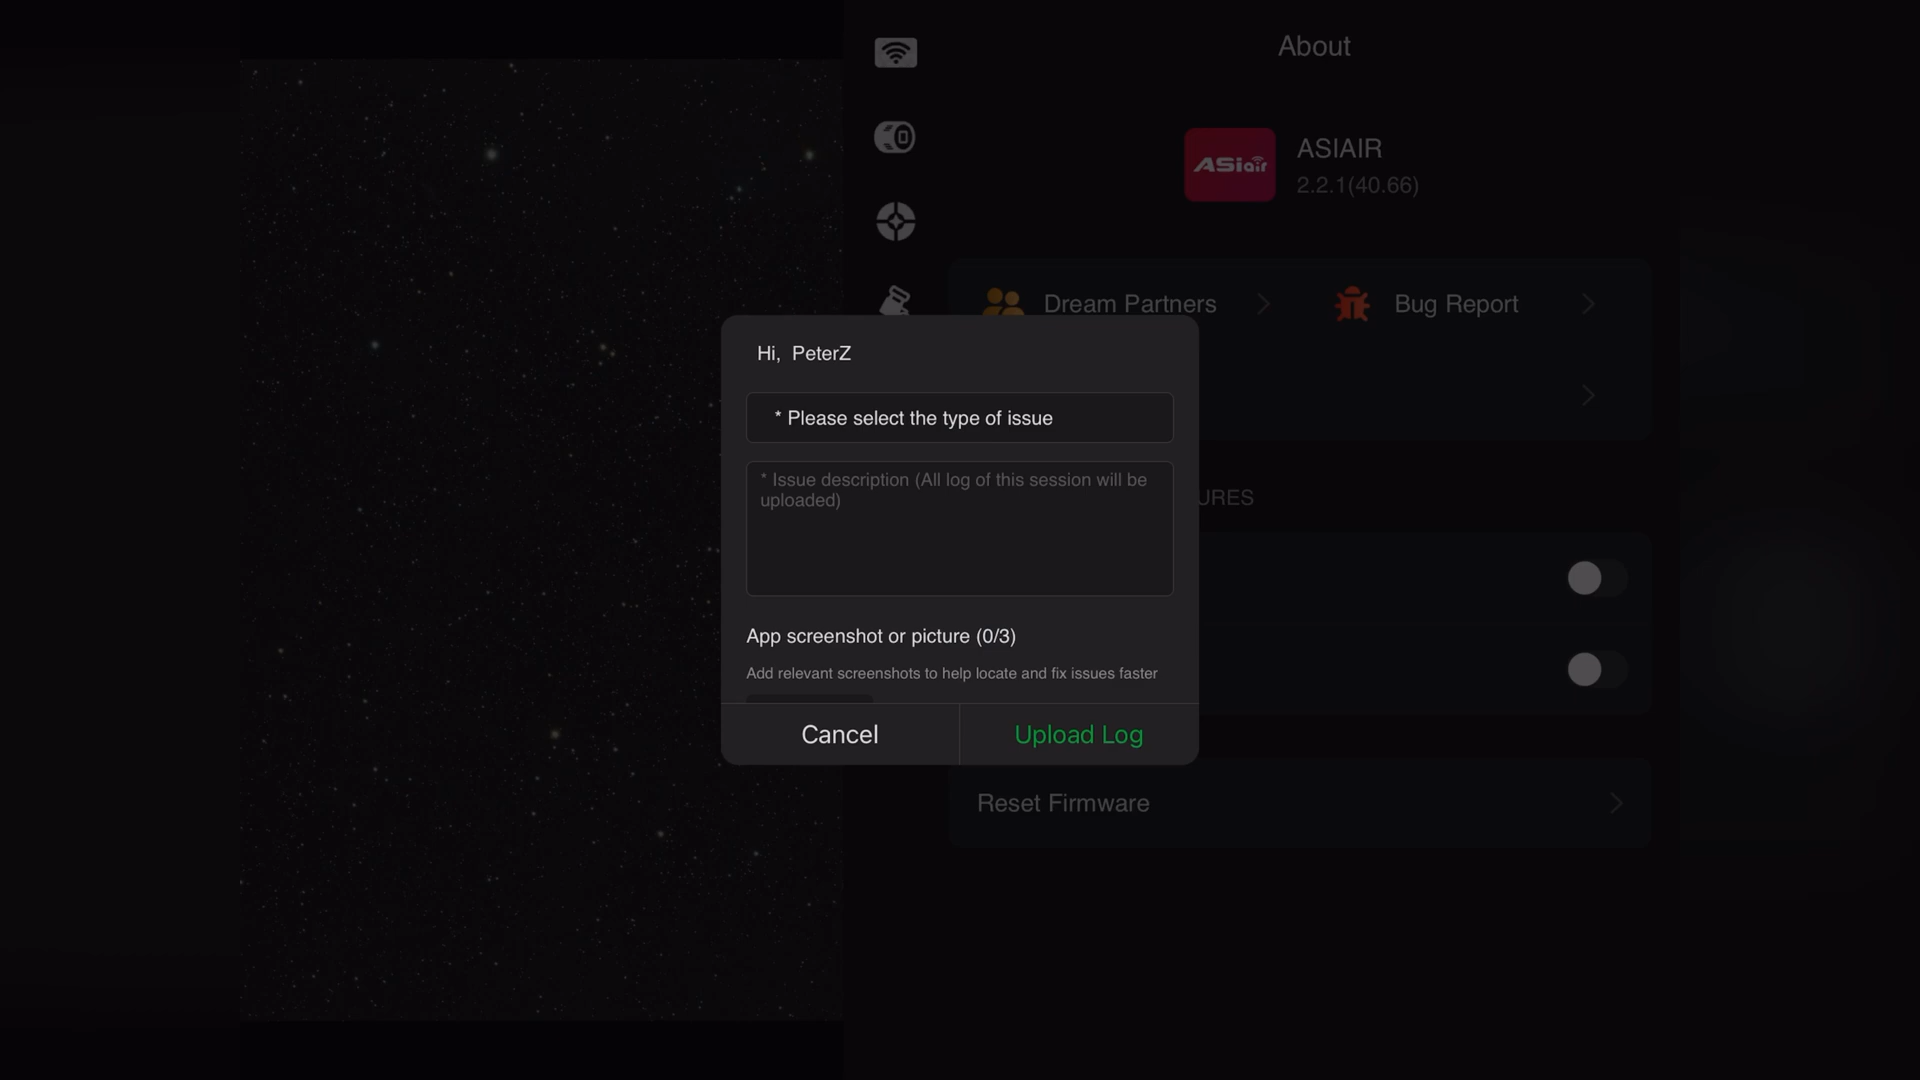 About
ASIAIR
ASIAIR
2.2.1(40.66)
Dream Partners
Bug Report
Hi, PeterZ
* Please select the type of issue
* Issue description (All log of this session will be
uploaded)
URES
App screenshot or picture (0/3)
Add relevant screenshots to help locate and fix issues faster
Cancel
Upload Log
Reset Firmware